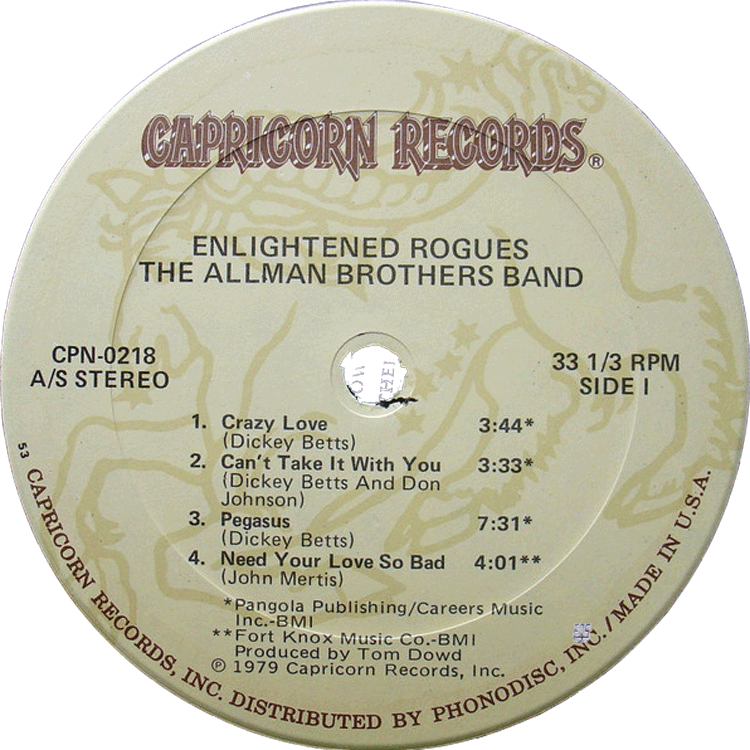 CAPRICORN RECORDS®
ENLIGHTENED ROGUES
THE ALLMAN BROTHERS BAND
CPN-0218
A/S STEREO
33 1/3 RPM
SIDE I
1. Crazy Love 3:44*
(Dickey Betts)
2. Can't Take It With You 3:33*
(Dickey Betts And Don
Johnson)
3. Pegasus 7:31*
(Dickey Betts)
4. Need Your Love So Bad 4:01**
(John Mertis)
*Pangola Publishing/Careers Music
Inc.-BMI
**Fort Knox Music Co.-BMI
Produced by Tom Dowd
℗ 1979 Capricorn Records, Inc.
53 CAPRICORN RECORDS, INC. DISTRIBUTED BY PHONODISC, INC./MADE IN U.S.A.